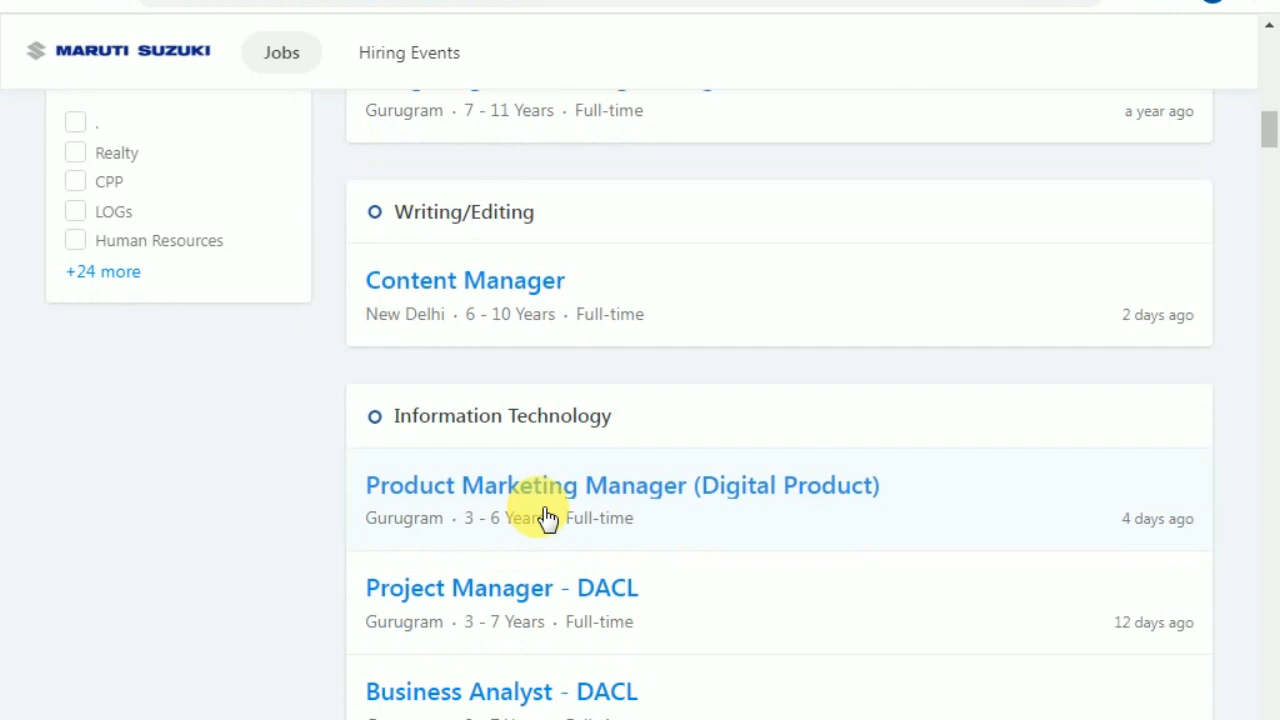 MARUTI SUZUKI
Jobs
Hiring Events
.
Realty
CPP
LOGs
Human Resources
+24 more
Gurugram · 7 - 11 Years · Full-time
a year ago
Writing/Editing
Content Manager
New Delhi · 6 - 10 Years · Full-time
2 days ago
Information Technology
Product Marketing Manager (Digital Product)
Gurugram · 3 - 6 Years · Full-time
4 days ago
Project Manager - DACL
Gurugram · 3 - 7 Years · Full-time
12 days ago
Business Analyst - DACL